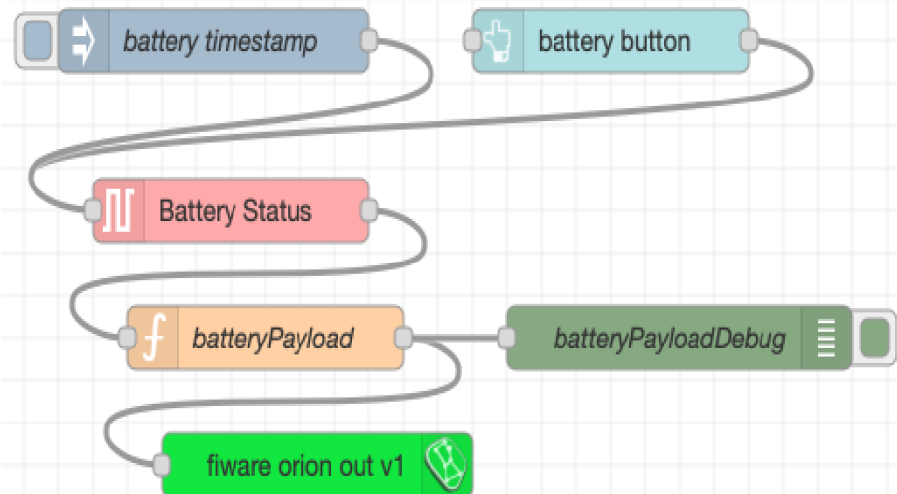 battery timestamp
battery button
Battery Status
batteryPayload
batteryPayloadDebug
fiware orion out v1